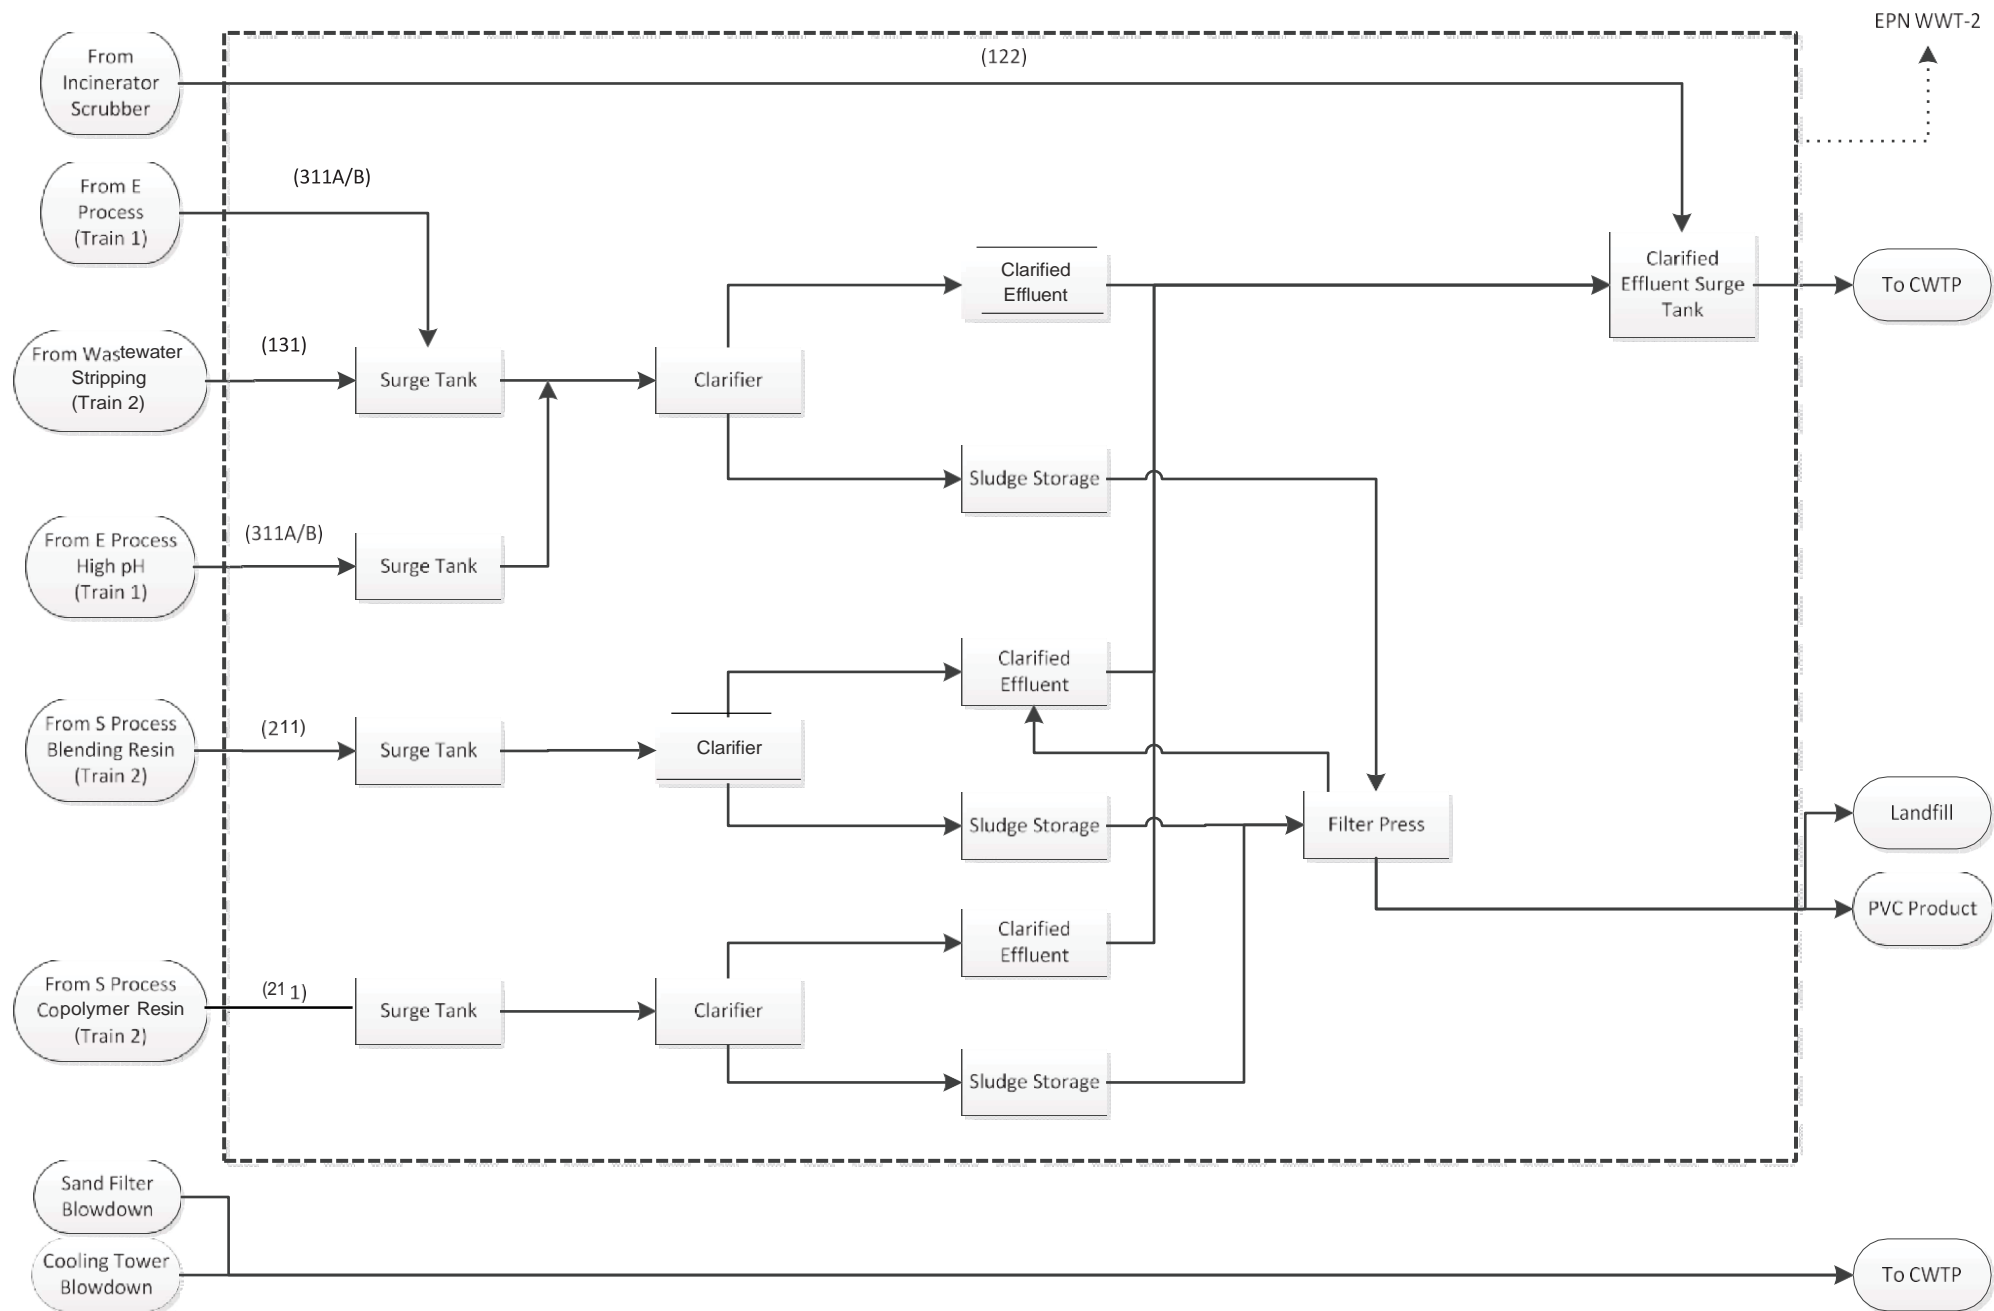 EPN WWT-2
From
Incinerator
Scrubber
(122)
From E
Process
(Train 1)
(311A/B)
Clarified
Effluent
Clarified
Effluent Surge
Tank
To CWTP
From Wastewater
Stripping
(Train 2)
(131)
Surge Tank
Clarifier
Sludge Storage
From E Process
High pH
(Train 1)
(311A/B)
Surge Tank
Clarified
Effluent
From S Process
Blending Resin
(Train 2)
(211)
Surge Tank
Clarifier
Sludge Storage
Filter Press
Landfill
PVC Product
Clarified
Effluent
From S Process
Copolymer Resin
(Train 2)
(211)
Surge Tank
Clarifier
Sludge Storage
Sand Filter
Blowdown
Cooling Tower
Blowdown
To CWTP